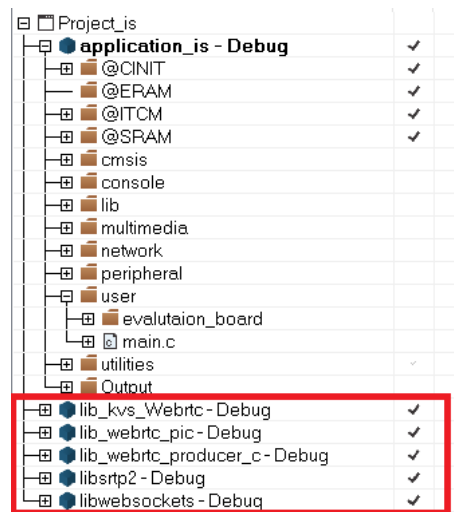 Project_is
application_is - Debug
@CINIT
@ERAM
@ITCM
@SRAM
cmsis
console
lib
multimedia
network
peripheral
user
evalutaion_board
main.c
utilities
Output
lib_kvs_Webrtc - Debug
lib_webrtc_pic - Debug
lib_webrtc_producer_c - Debug
libsrtp2 - Debug
libwebsockets - Debug